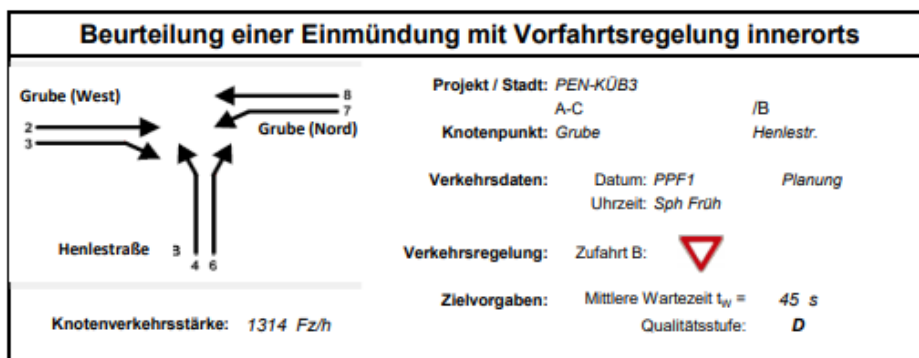 Beurteilung einer Einmündung mit Vorfahrtsregelung innerorts
Grube (West)
8
7
Grube (Nord)
2
3
Henlestraße
B
4 6
Knotenverkehrsstärke: 1314 Fz/h
Projekt / Stadt: PEN-KÜB3
A-C /B
Knotenpunkt: Grube Henlestr.
Verkehrsdaten: Datum: PPF1 Planung
Uhrzeit: Sph Früh
Verkehrsregelung: Zufahrt B:
Zielvorgaben: Mittlere Wartezeit tW = 45 s
Qualitätsstufe: D